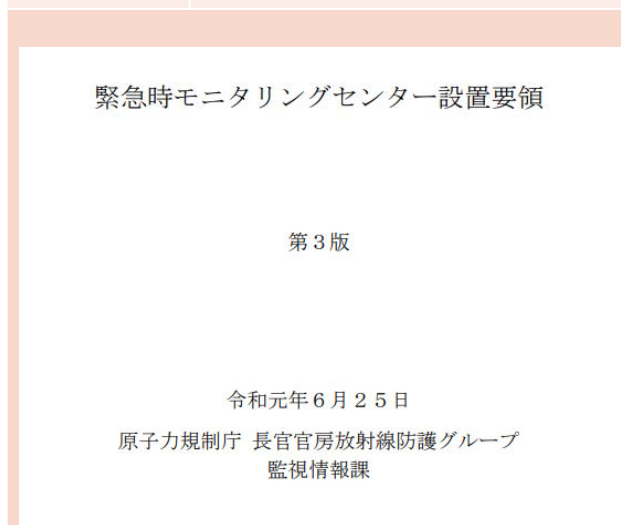 緊急時モニタリングセンター設置要領
第３版
令和元年６月２５日
原子力規制庁 長官官房放射線防護グループ
監視情報課